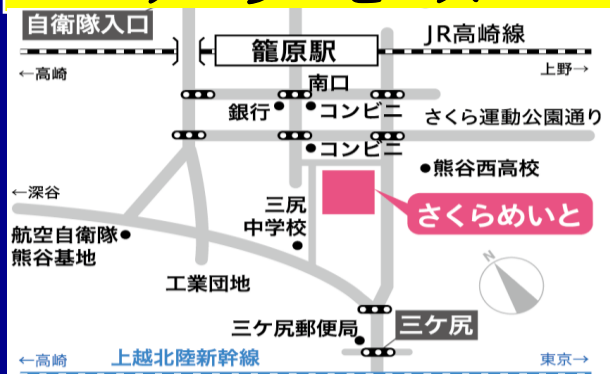 自衛隊入口
籠原駅
JR高崎線
←高崎
上野→
南口
銀行
コンビニ
さくら運動公園通り
コンビニ
熊谷西高校
←深谷
さくらめいと
三尻
中学校
航空自衛隊
熊谷基地
N
工業団地
三ケ尻郵便局
三ケ尻
←高崎
上越北陸新幹線
東京→